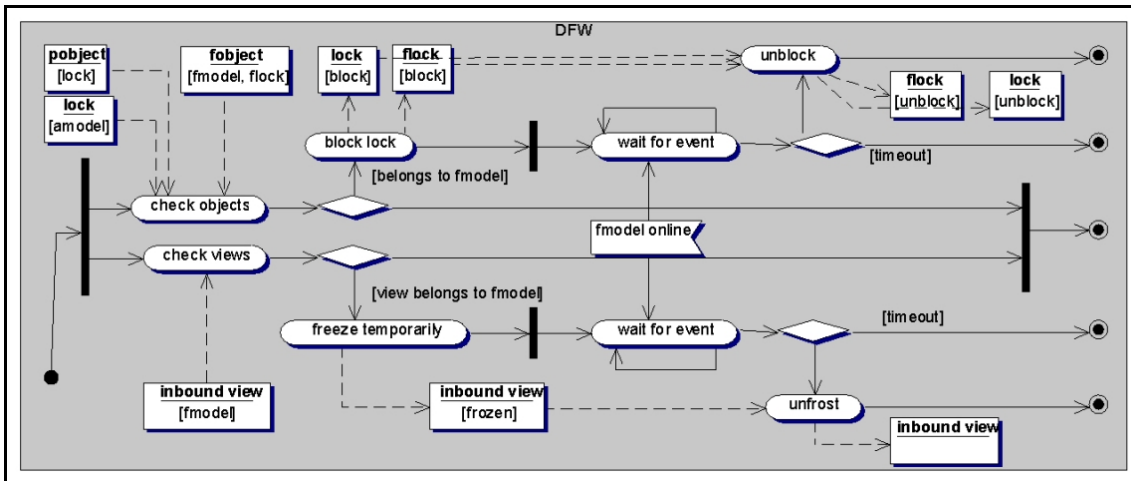 DFW
pobject
[lock]
lock
[amodel]
fobject
[fmodel, flock]
lock
[block]
flock
[block]
unblock
flock
[unblock]
lock
[unblock]
block lock
wait for event
[timeout]
[belongs to fmodel]
check objects
fmodel online
check views
[view belongs to fmodel]
freeze temporarily
wait for event
[timeout]
inbound view
[fmodel]
inbound view
[frozen]
unfrost
inbound view